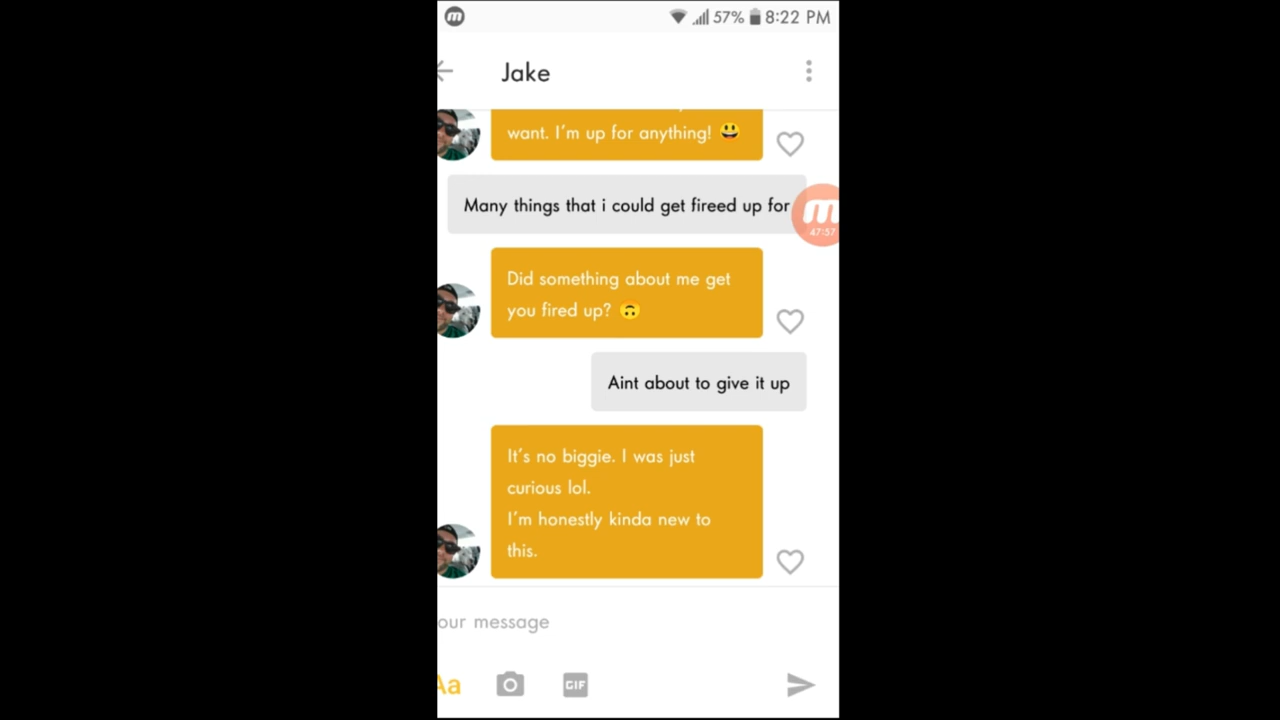 57% 8:22 PM
Jake
want. I'm up for anything! 😃
Many things that i could get fireed up for
47:57
Did something about me get
you fired up? 🙃
Aint about to give it up
It's no biggie. I was just
curious lol.
I'm honestly kinda new to
this.
our message
Aa
GIF